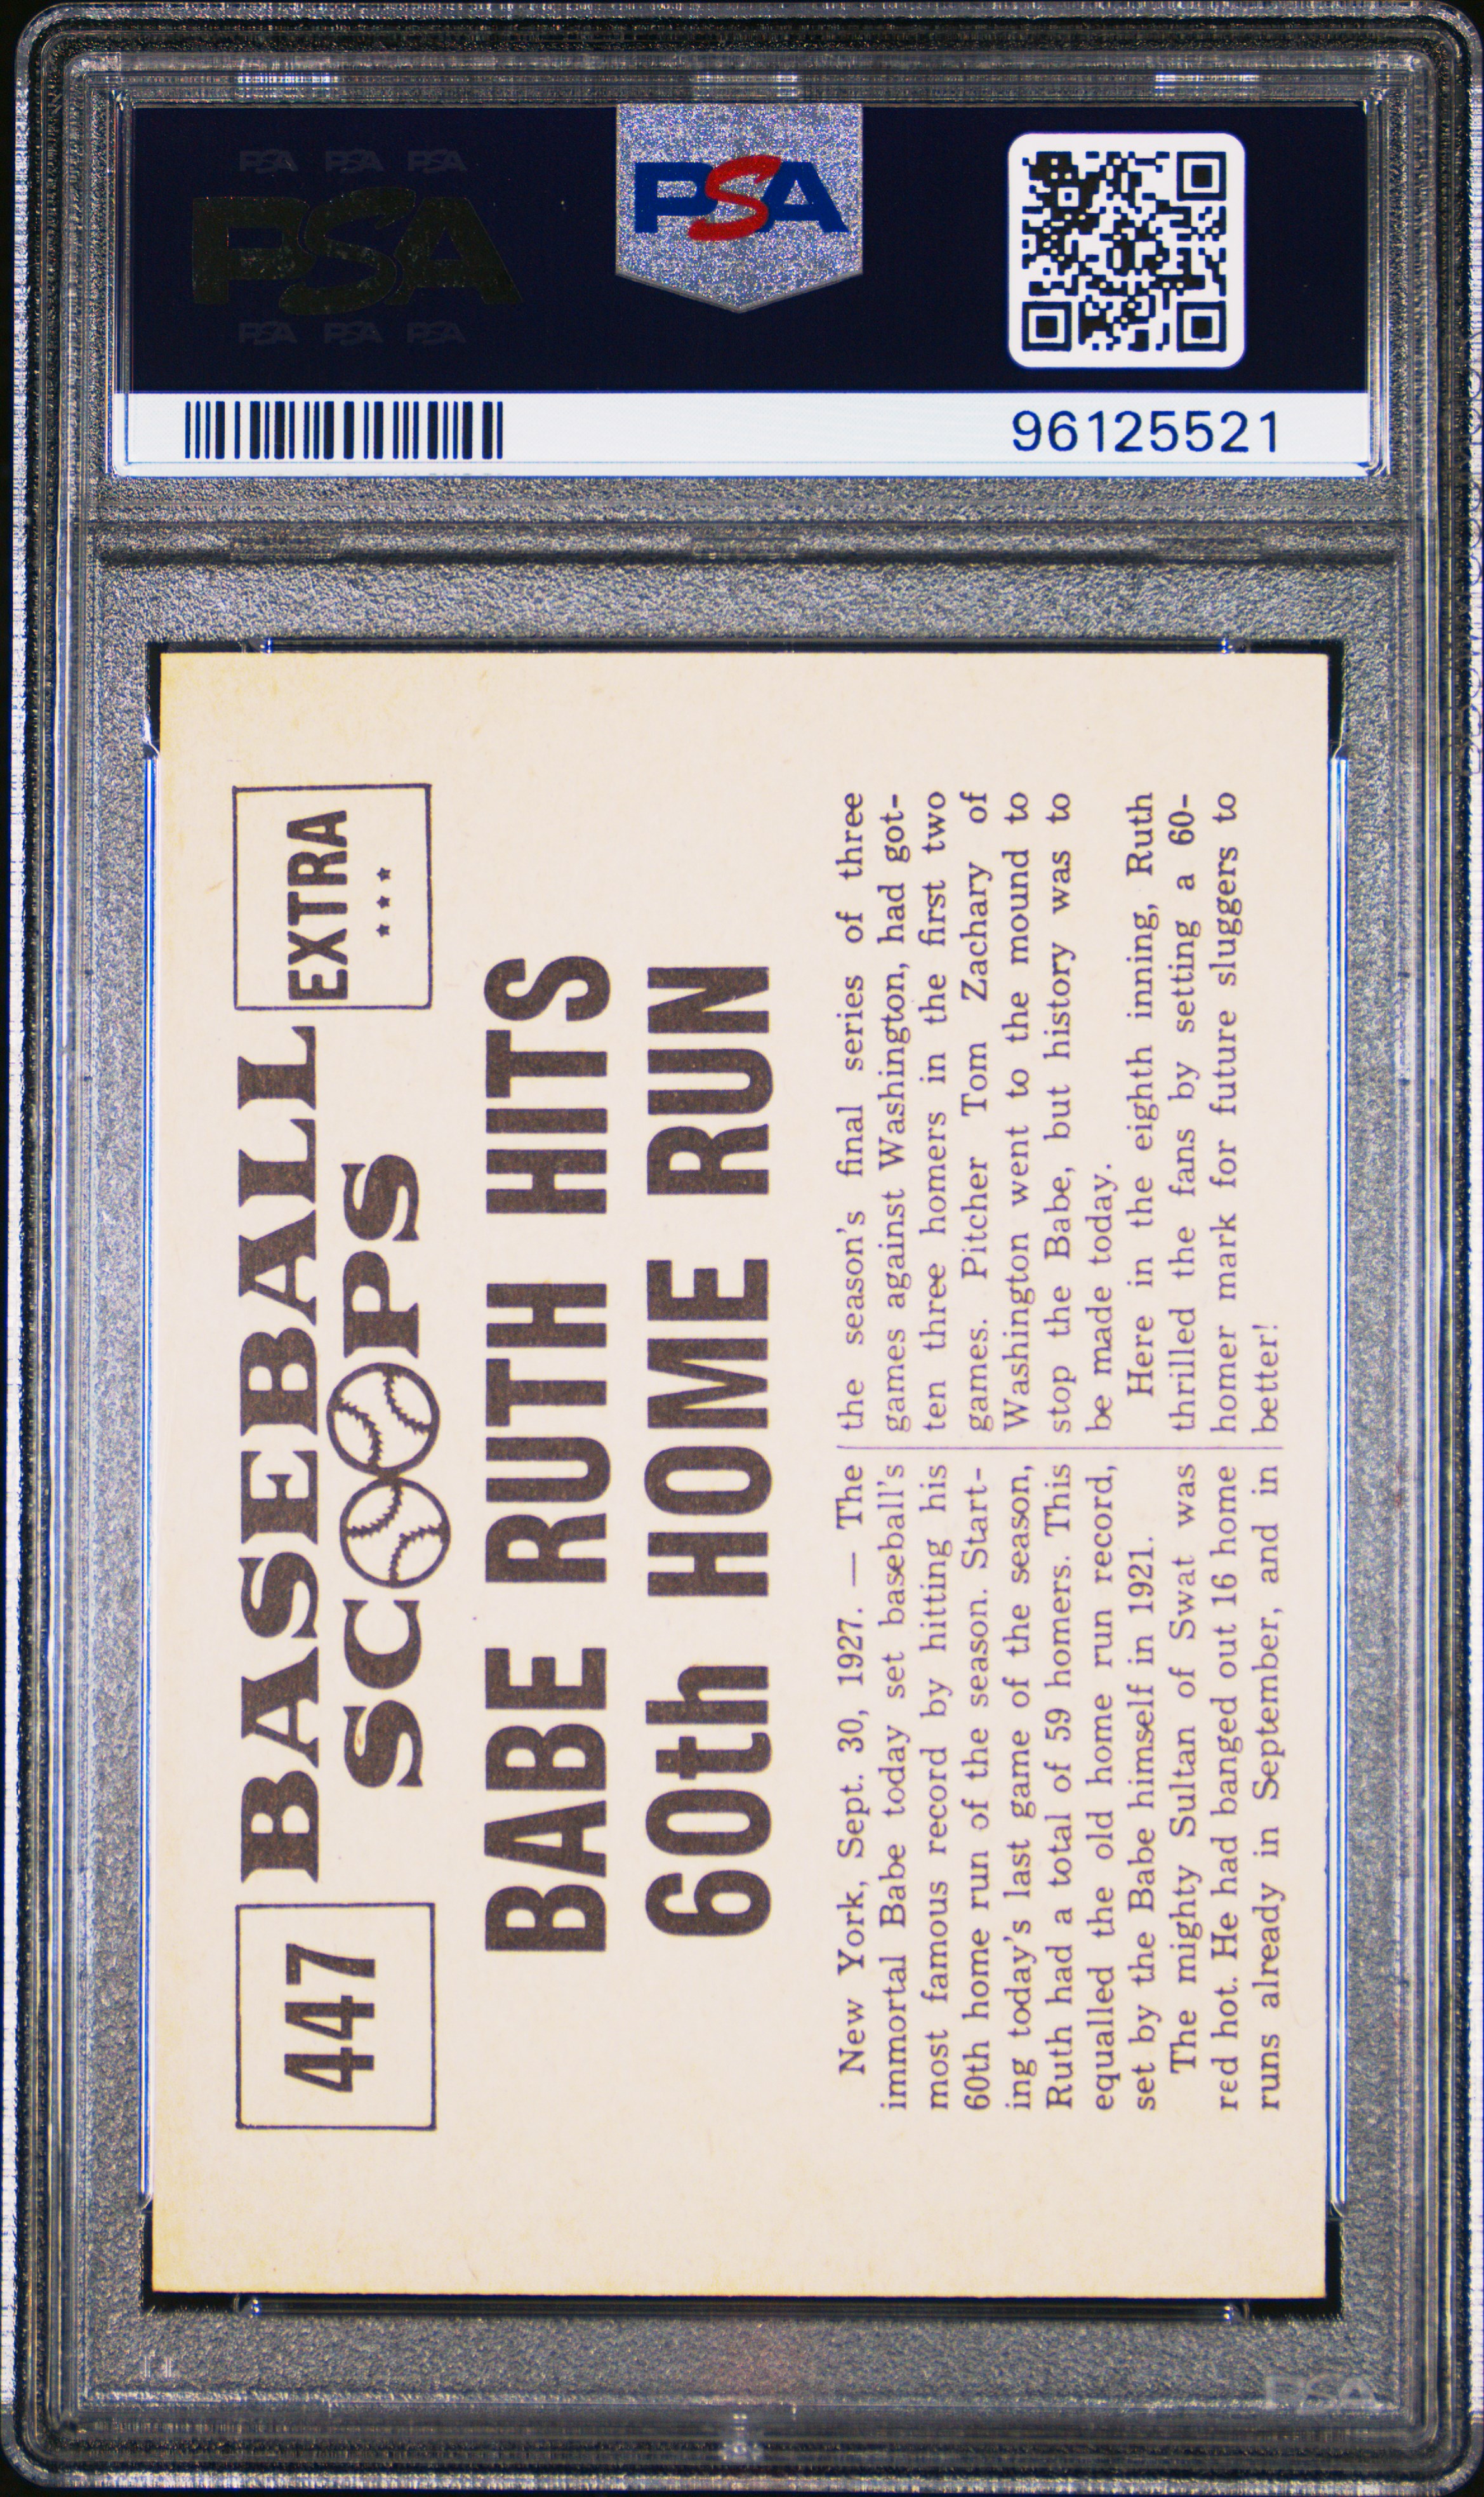 PSA PSA PSA
PSA
PSA PSA PSA
PSA
96125521
447
BASEBALL
SCOOPS
EXTRA
BABE RUTH HITS
60th HOME RUN
New York, Sept. 30, 1927. — The
immortal Babe today set baseball's
most famous record by hitting his
60th home run of the season. Start-
ing today's last game of the season,
Ruth had a total of 59 homers. This
equalled the old home run record,
set by the Babe himself in 1921.
The mighty Sultan of Swat was
red hot. He had banged out 16 home
runs already in September, and in
the season's final series of three
games against Washington, had got-
ten three homers in the first two
games. Pitcher Tom Zachary of
Washington went to the mound to
stop the Babe, but history was to
be made today.
Here in the eighth inning, Ruth
thrilled the fans by setting a 60-
homer mark for future sluggers to
better!
PSA